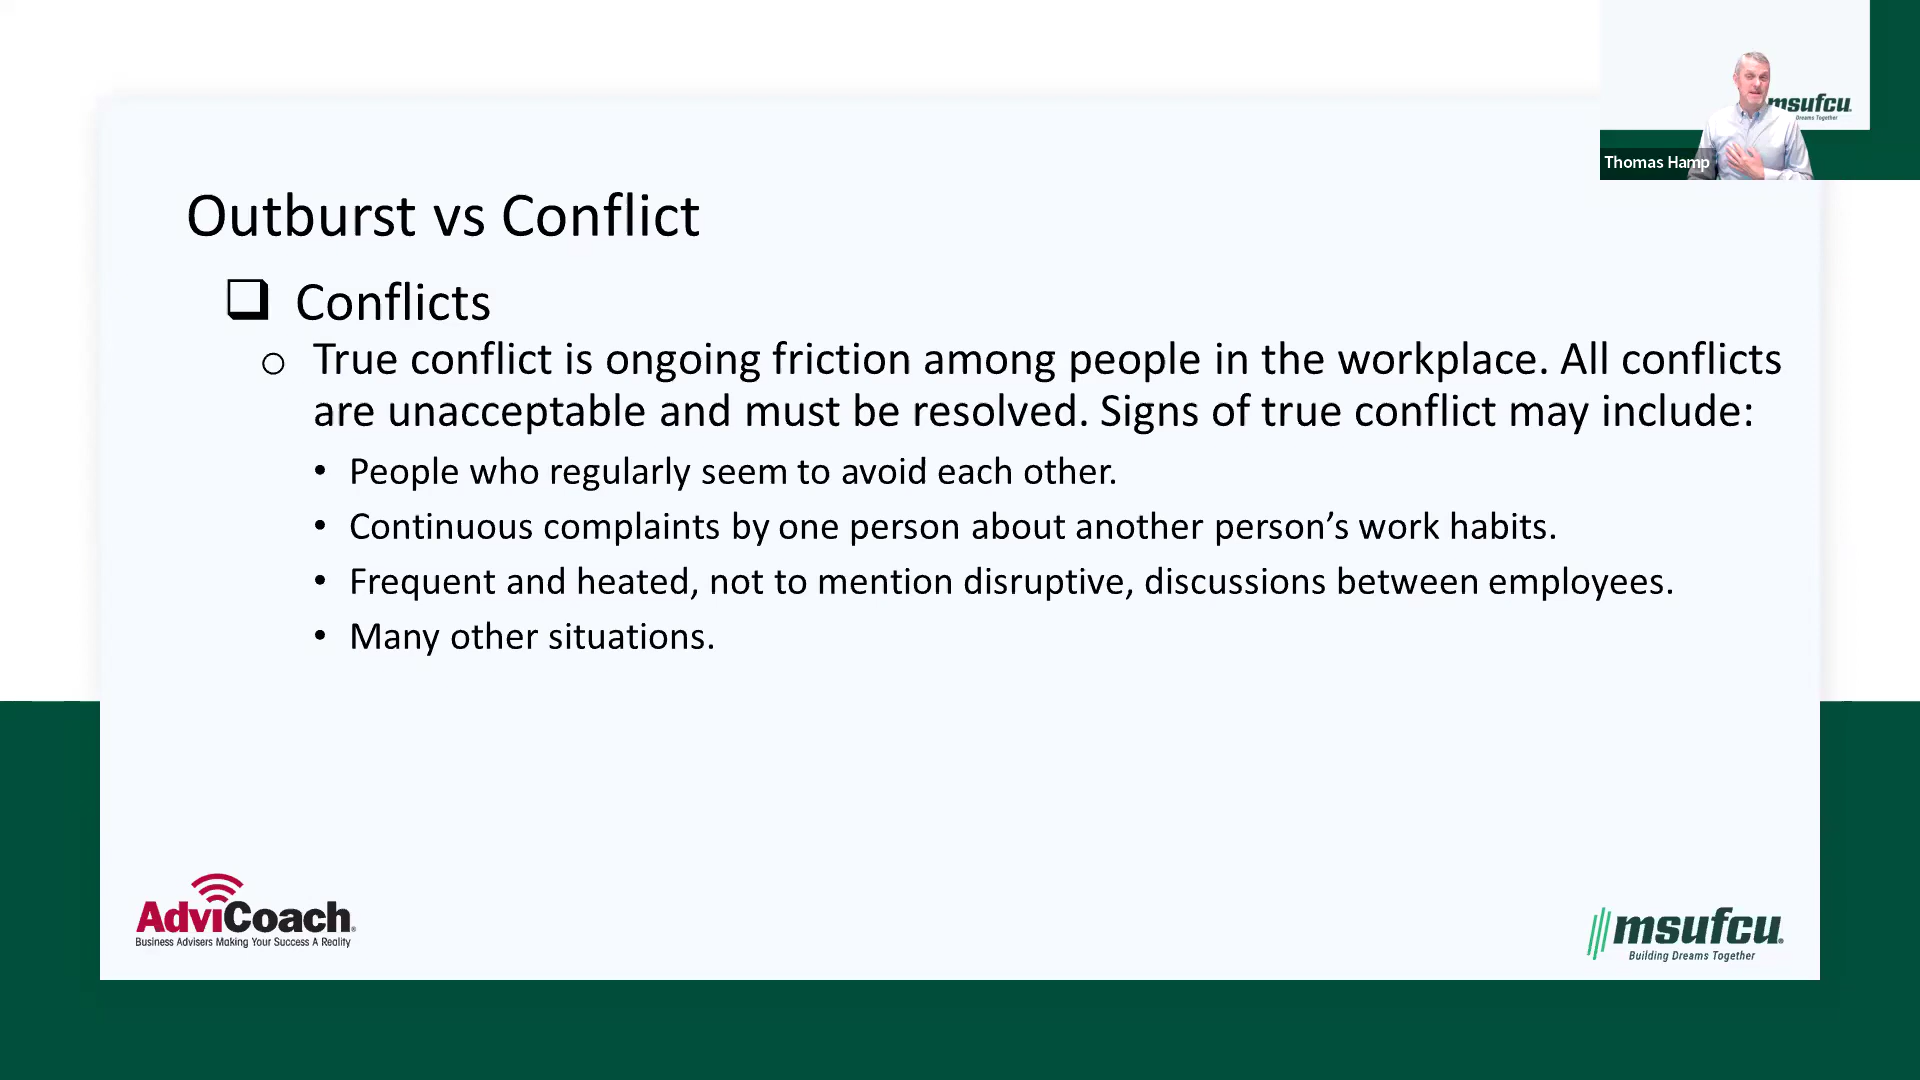 msufcu
Dreams Together
Thomas Hamp
Outburst vs Conflict
Conflicts
True conflict is ongoing friction among people in the workplace. All conflicts
are unacceptable and must be resolved. Signs of true conflict may include:
• People who regularly seem to avoid each other.
• Continuous complaints by one person about another person’s work habits.
• Frequent and heated, not to mention disruptive, discussions between employees.
• Many other situations.
AdviCoach®
Business Advisers Making Your Success A Reality
msufcu®
Building Dreams Together